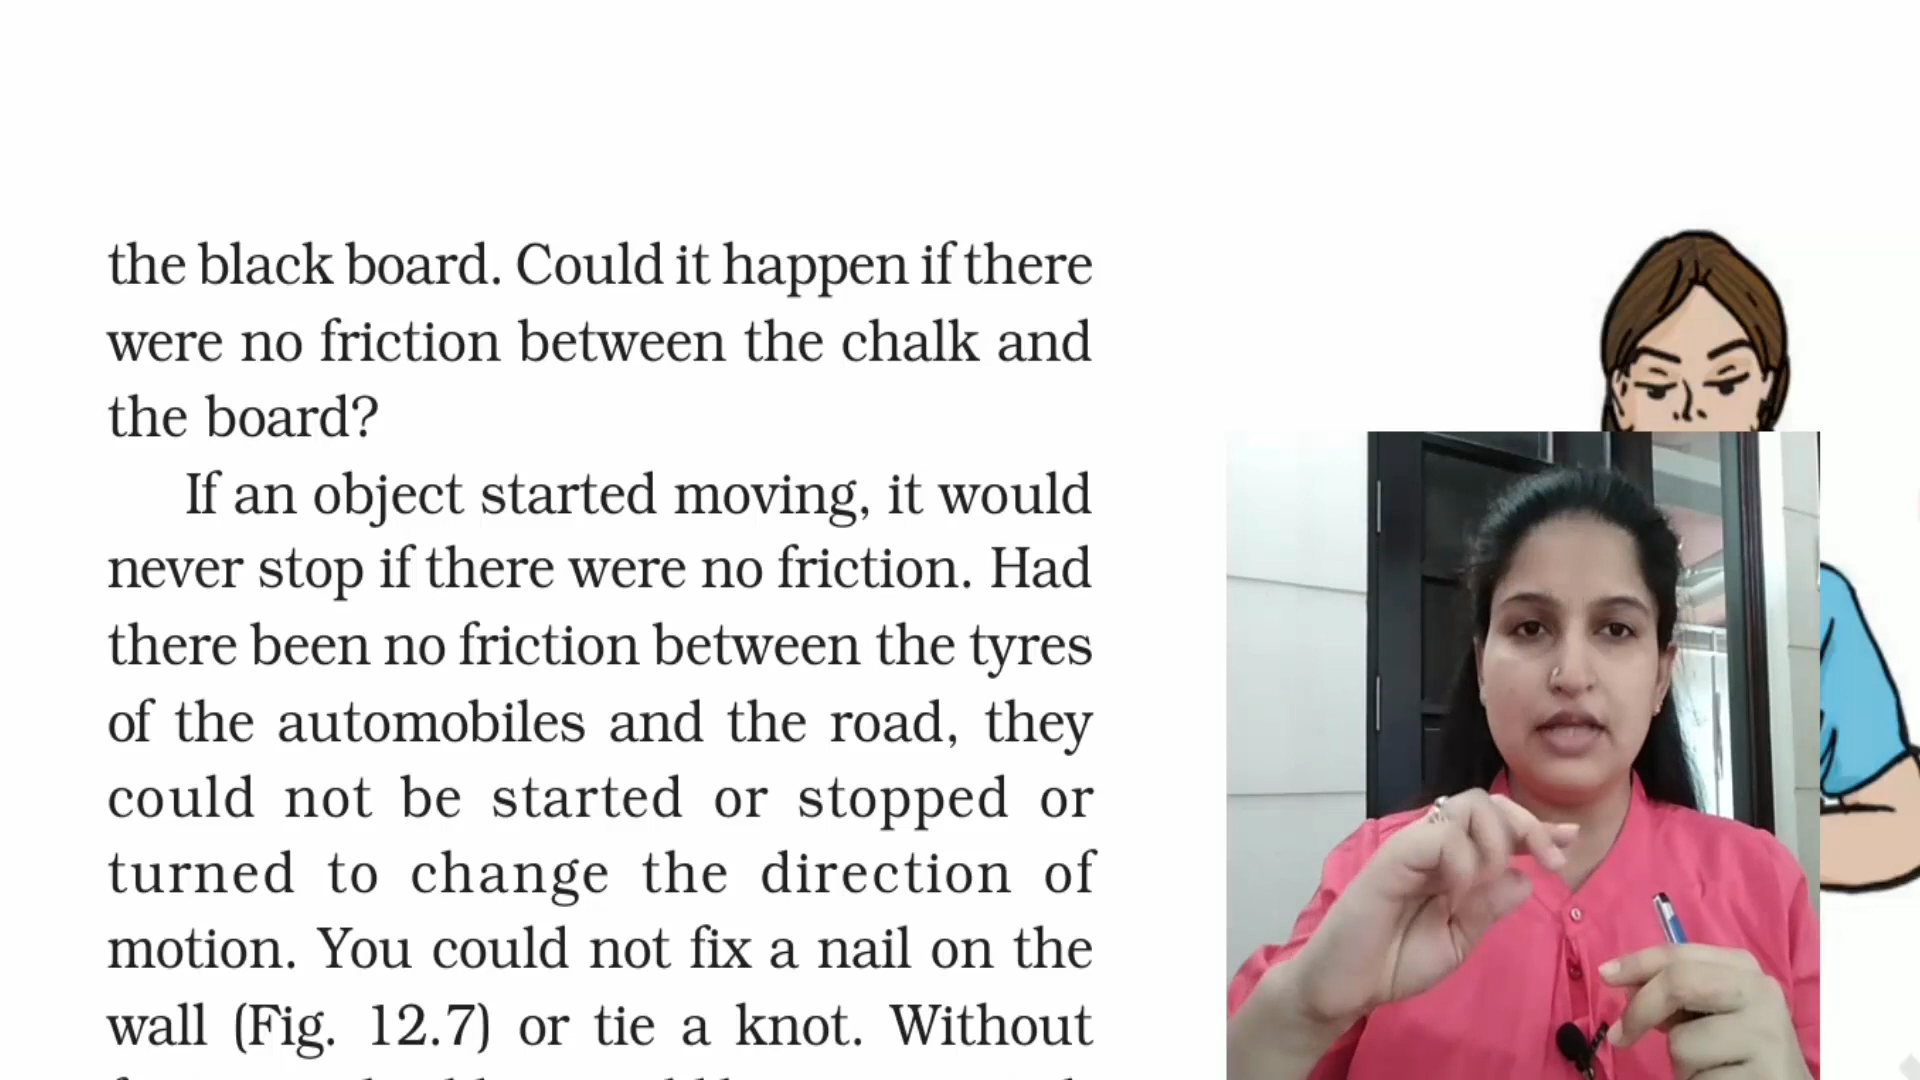 the black board. Could it happen if there
were no friction between the chalk and
the board?
If an object started moving, it would
never stop if there were no friction. Had
there been no friction between the tyres
of the automobiles and the road, they
could not be started or stopped or
turned to change the direction of
motion. You could not fix a nail on the
wall (Fig. 12.7) or tie a knot. Without